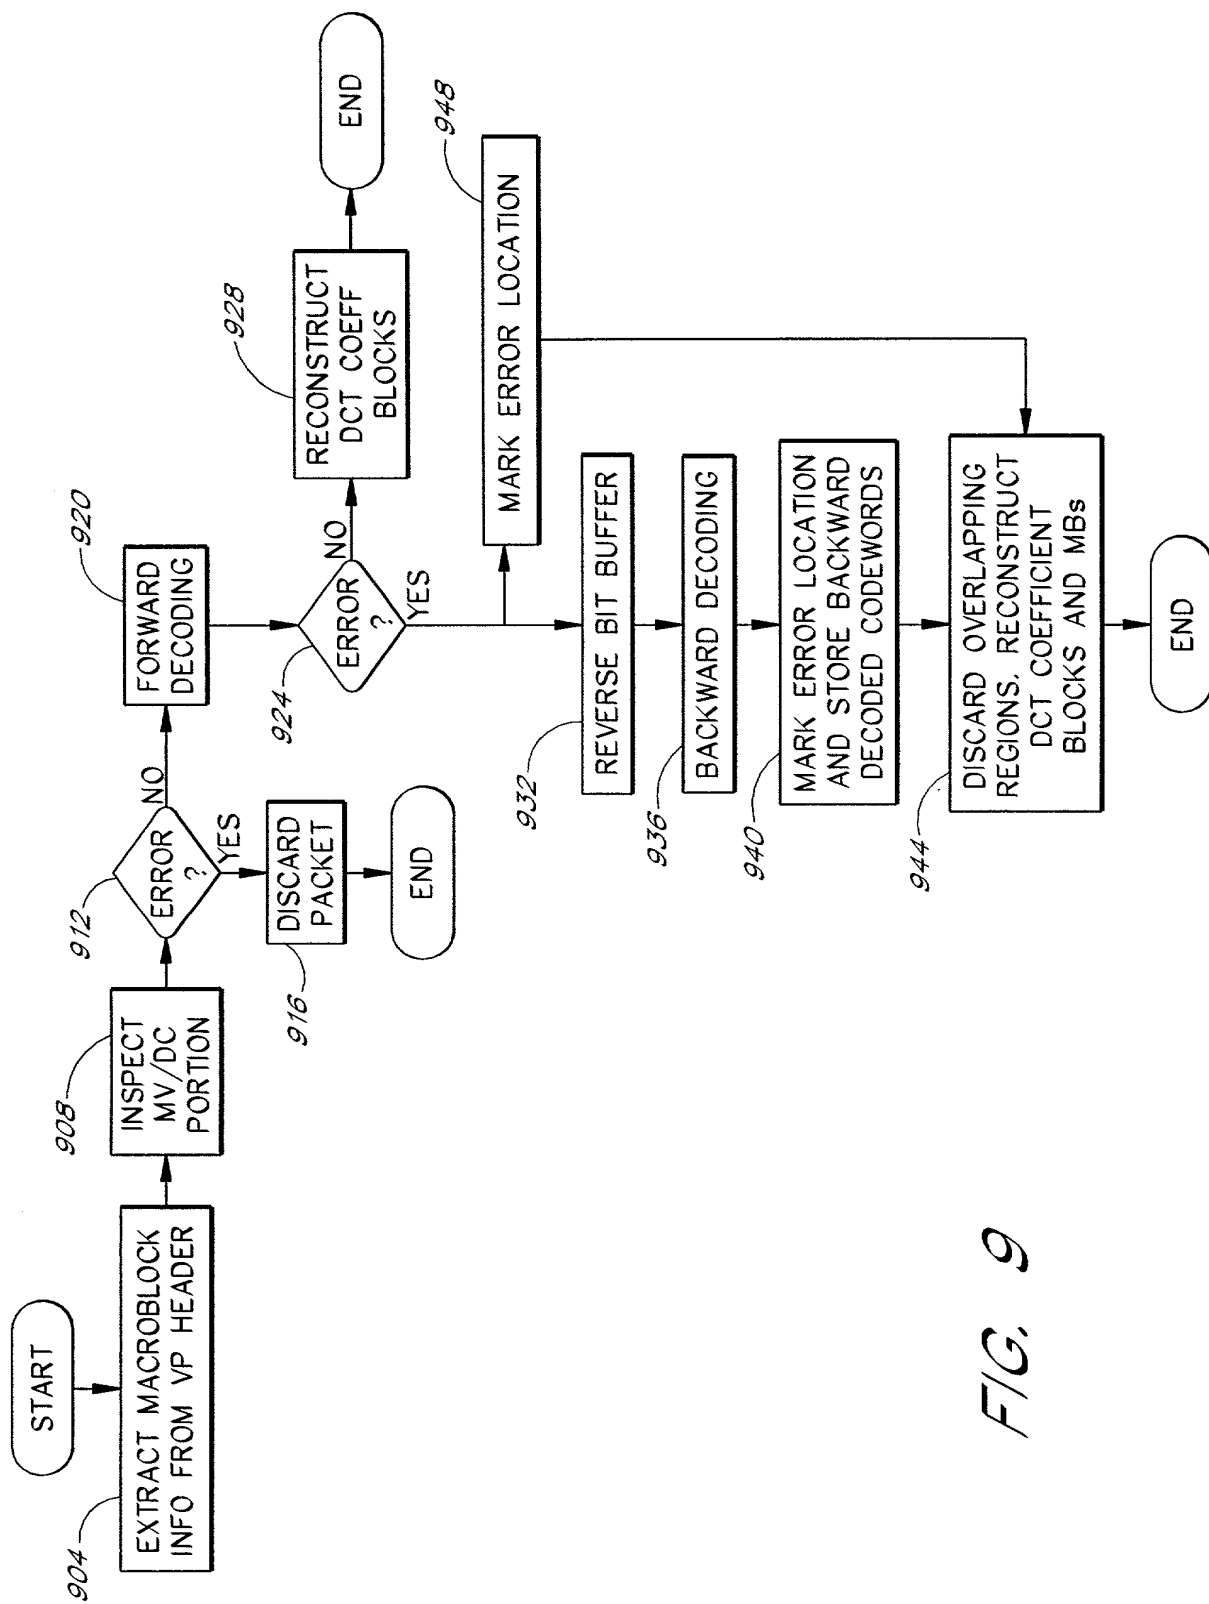 START
904
EXTRACT MACROBLOCK
INFO FROM VP HEADER
908
INSPECT
MV/DC
PORTION
912
ERROR
?
NO
YES
916
DISCARD
PACKET
END
920
FORWARD
DECODING
924
ERROR
?
NO
YES
928
RECONSTRUCT
DCT COEFF
BLOCKS
END
948
MARK ERROR LOCATION
932
REVERSE BIT BUFFER
936
BACKWARD DECODING
940
MARK ERROR LOCATION
AND STORE BACKWARD
DECODED CODEWORDS
944
DISCARD OVERLAPPING
REGIONS. RECONSTRUCT
DCT COEFFICIENT
BLOCKS AND MBs
END
FIG. 9